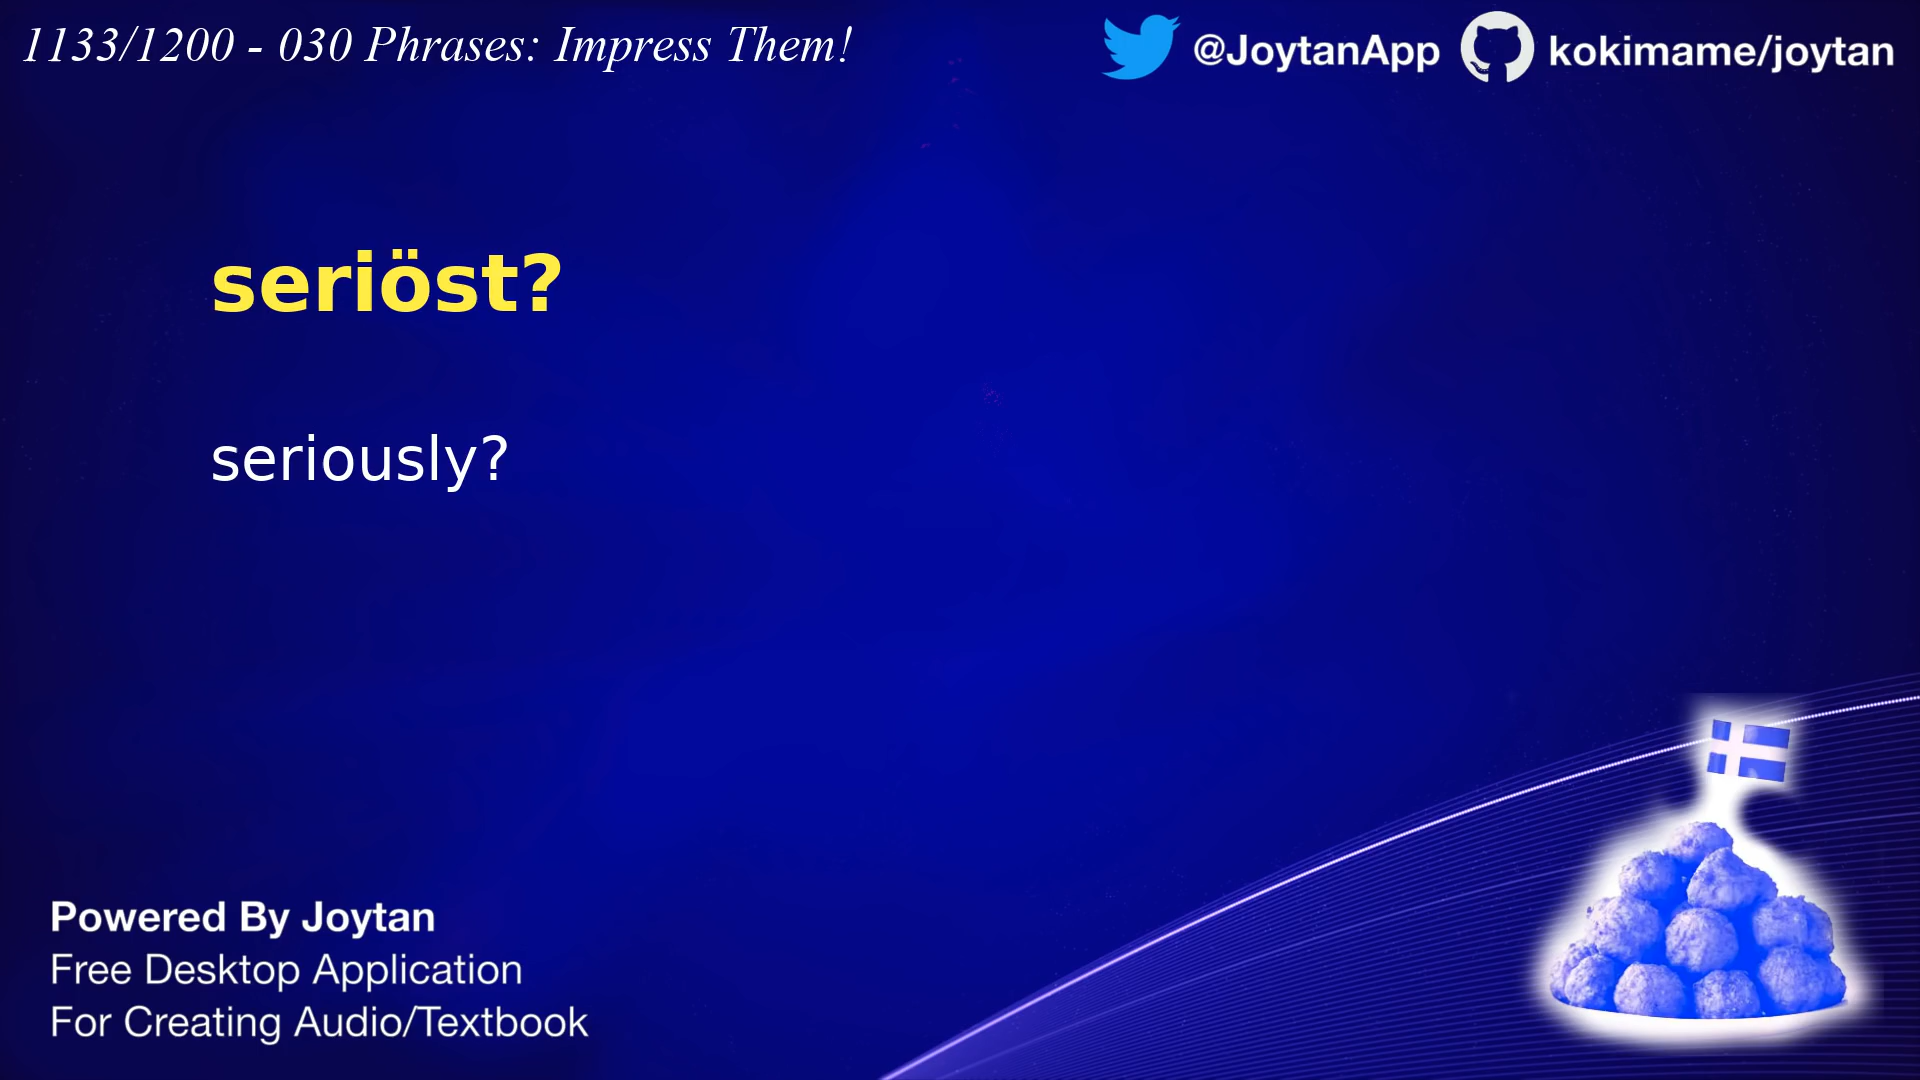 1133/1200 - 030 Phrases: Impress Them!
@JoytanApp kokimame/joytan
seriöst?
seriously?
Powered By Joytan
Free Desktop Application
For Creating Audio/Textbook